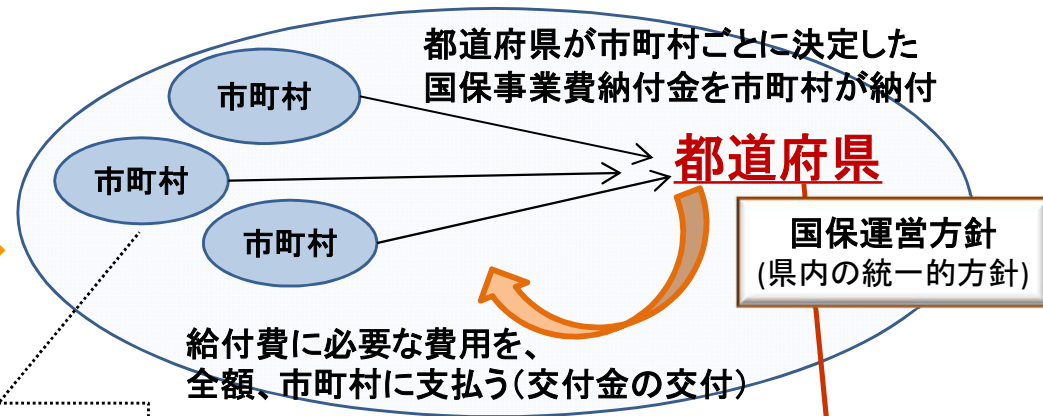 都道府県が市町村ごとに決定した
国保事業費納付金を市町村が納付
市町村
市町村
市町村
都道府県
国保運営方針
(県内の統一的方針)
給付費に必要な費用を、
全額、市町村に支払う(交付金の交付)